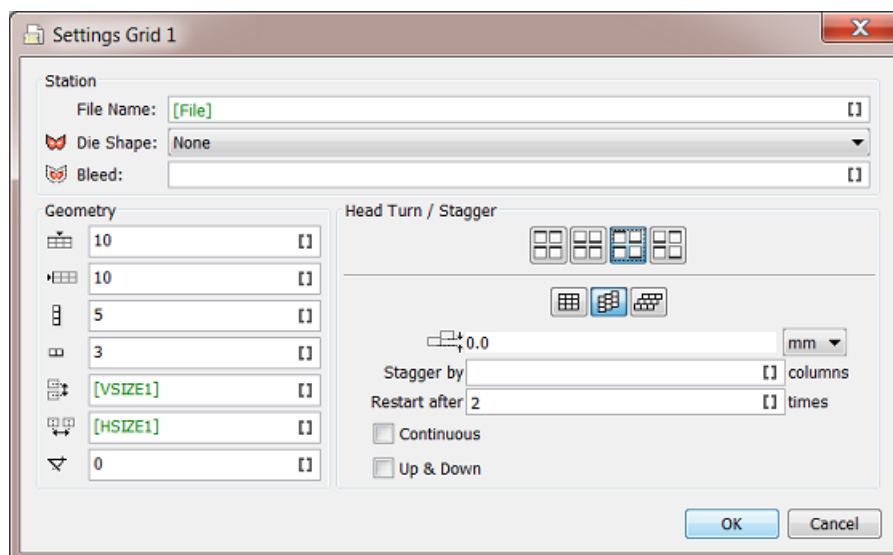 Settings Grid 1
Station
File Name: [File] []
Die Shape: None
Bleed: []
Geometry
10 []
10 []
5 []
3 []
[VSIZE1] []
[HSIZE1] []
0 []
Head Turn / Stagger
0.0 mm
Stagger by [] columns
Restart after 2 [] times
Continuous
Up & Down
OK Cancel